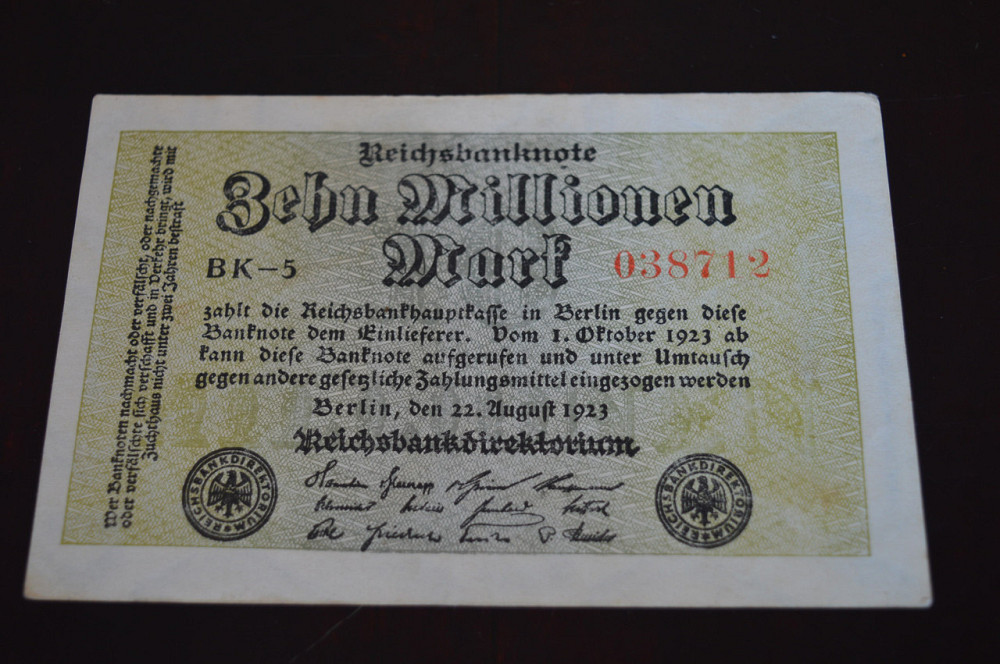 Reichsbanknote
Zehn Millionen
Mark
BK-5
038712
zahlt die Reichsbankhauptkasse in Berlin gegen diese
Banknote dem Einlieferer. Vom 1. Oktober 1923 ab
kann diese Banknote aufgerufen und unter Umtausch
gegen andere gesetzliche Zahlungsmittel eingezogen werden
Berlin, den 22. August 1923
Reichsbankdirektorium
Wer Banknoten nachmacht oder verfälscht, oder nachgemachte
oder verfälschte sich verschafft und in Verkehr bringt, wird mit
Zuchthaus nicht unter zwei Jahren bestraft
REICHSBANKDIREKTORIUM
REICHSBANKDIREKTORIUM